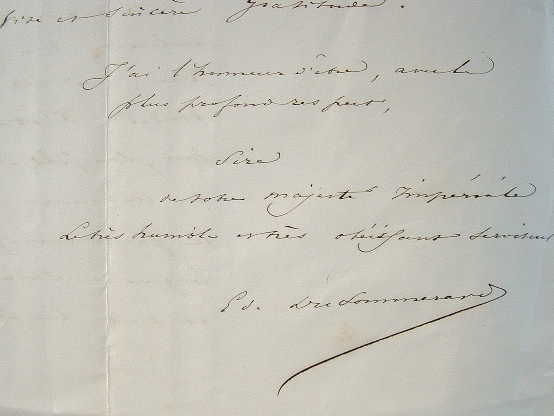 et sincère gratitude.
J'ai l'honneur d'être, avec le
plus profond respect,
Sire
de votre majesté Impériale
Le très humble et très obéissant serviteur
Ed. Du Sommerard